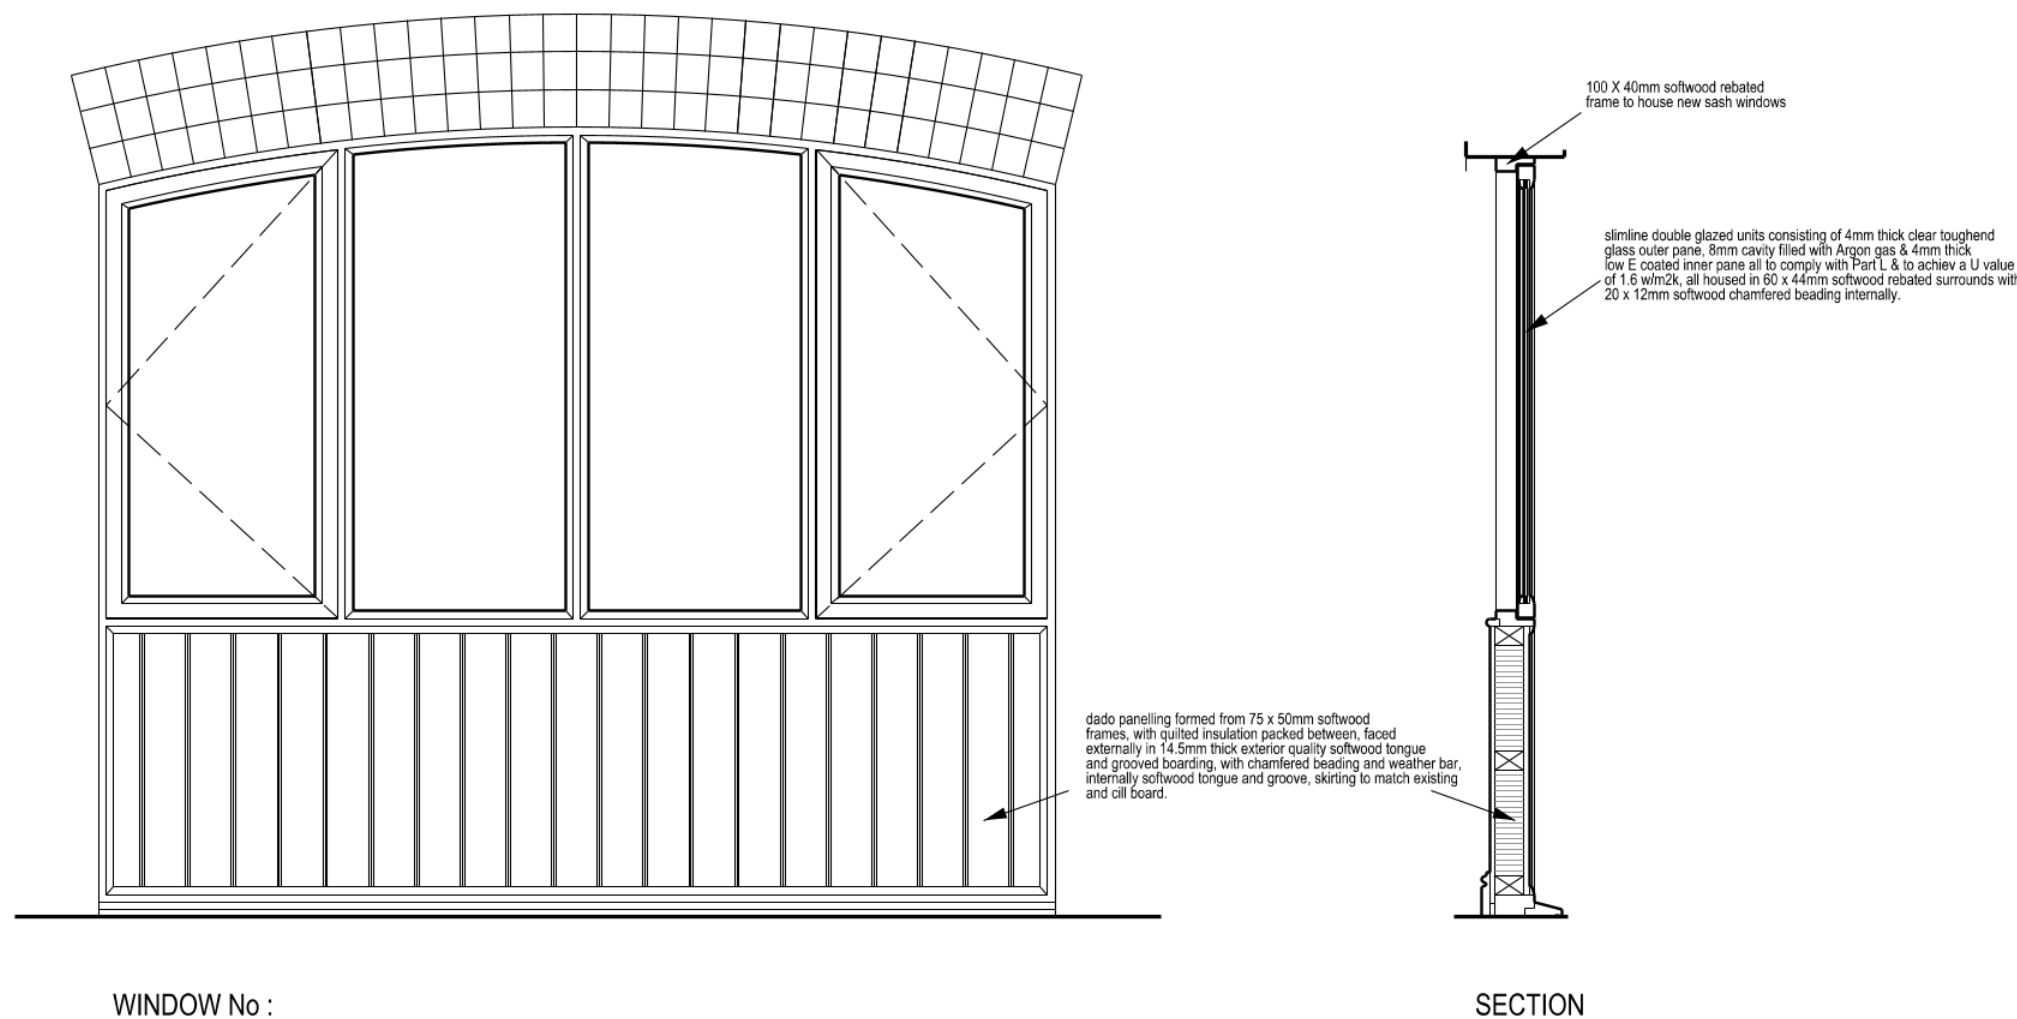 100 X 40mm softwood rebated
frame to house new sash windows
slimline double glazed units consisting of 4mm thick clear toughend
glass outer pane, 8mm cavity filled with Argon gas & 4mm thick
low E coated inner pane all to comply with Part L & to achiev a U value
of 1.6 w/m2k, all housed in 60 x 44mm softwood rebated surrounds with
20 x 12mm softwood chamfered beading internally.
dado panelling formed from 75 x 50mm softwood
frames, with quilted insulation packed between, faced
externally in 14.5mm thick exterior quality softwood tongue
and grooved boarding, with chamfered beading and weather bar,
internally softwood tongue and groove, skirting to match existing
and cill board.
WINDOW No :
SECTION